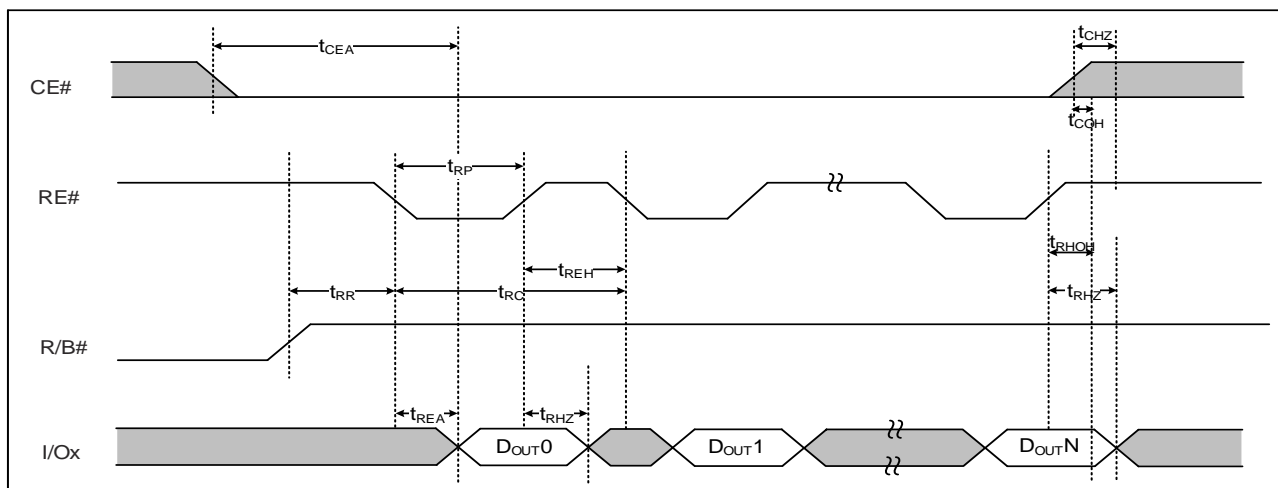 tCEA
tCHZ
CE#
tCOH
tRP
RE#
tREH
tRHOH
tRR
tRC
tRHZ
R/B#
tREA
tRHZ
I/Ox
DOUT0
DOUT1
DOUTN